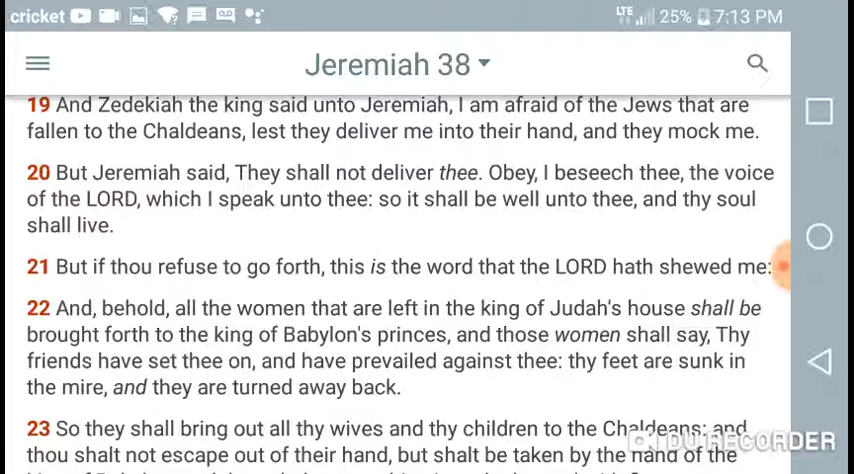 cricket LTE 25% 7:13 PM
Jeremiah 38
19 And Zedekiah the king said unto Jeremiah, I am afraid of the Jews that are
fallen to the Chaldeans, lest they deliver me into their hand, and they mock me.
20 But Jeremiah said, They shall not deliver thee. Obey, I beseech thee, the voice
of the LORD, which I speak unto thee: so it shall be well unto thee, and thy soul
shall live.
21 But if thou refuse to go forth, this is the word that the LORD hath shewed me:
22 And, behold, all the women that are left in the king of Judah's house shall be
brought forth to the king of Babylon's princes, and those women shall say, Thy
friends have set thee on, and have prevailed against thee: thy feet are sunk in
the mire, and they are turned away back.
23 So they shall bring out all thy wives and thy children to the Chaldeans: and
thou shalt not escape out of their hand, but shalt be taken by the hand of the
DU RECORDER